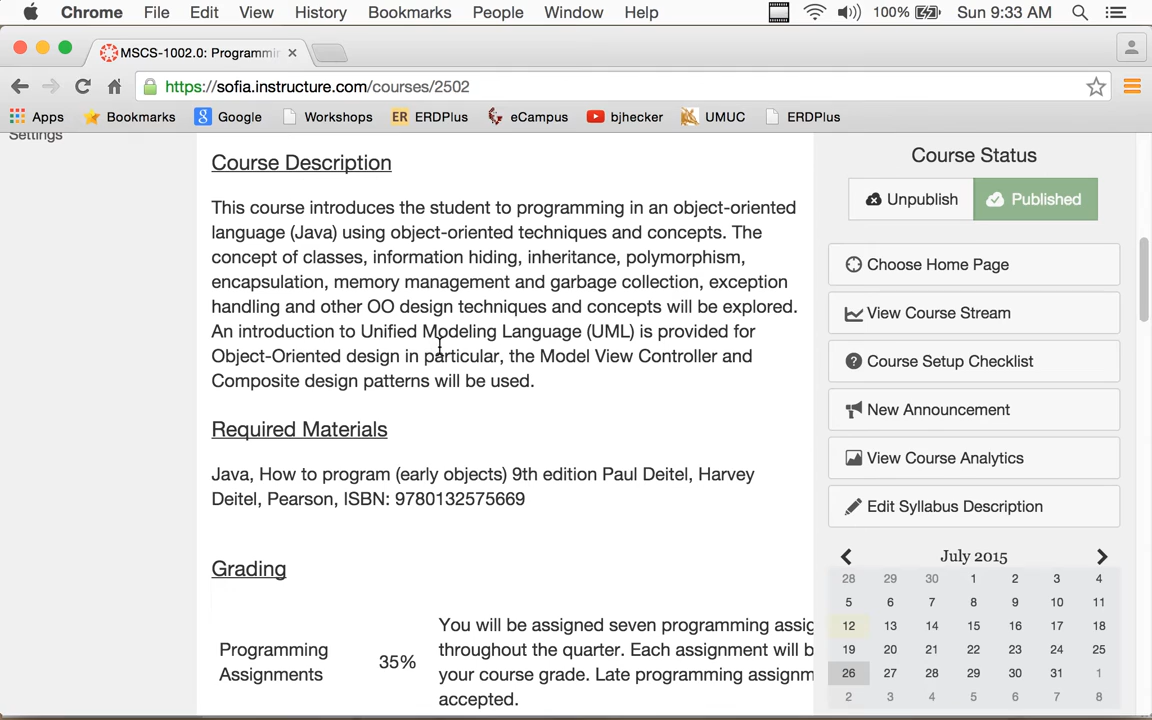 Chrome File Edit View History Bookmarks People Window Help 100% Sun 9:33 AM
MSCS-1002.0: Programmin
https://sofia.instructure.com/courses/2502
Apps Bookmarks Google Workshops ERDPlus eCampus bjhecker UMUC ERDPlus
Settings
Course Description
This course introduces the student to programming in an object-oriented
language (Java) using object-oriented techniques and concepts. The
concept of classes, information hiding, inheritance, polymorphism,
encapsulation, memory management and garbage collection, exception
handling and other OO design techniques and concepts will be explored.
An introduction to Unified Modeling Language (UML) is provided for
Object-Oriented design in particular, the Model View Controller and
Composite design patterns will be used.
Required Materials
Java, How to program (early objects) 9th edition Paul Deitel, Harvey
Deitel, Pearson, ISBN: 9780132575669
Grading
Programming
Assignments
35%
You will be assigned seven programming assig
throughout the quarter. Each assignment will b
your course grade. Late programming assignm
accepted.
Course Status
Unpublish Published
Choose Home Page
View Course Stream
Course Setup Checklist
New Announcement
View Course Analytics
Edit Syllabus Description
July 2015
28 29 30 1 2 3 4
5 6 7 8 9 10 11
12 13 14 15 16 17 18
19 20 21 22 23 24 25
26 27 28 29 30 31 1
2 3 4 5 6 7 8